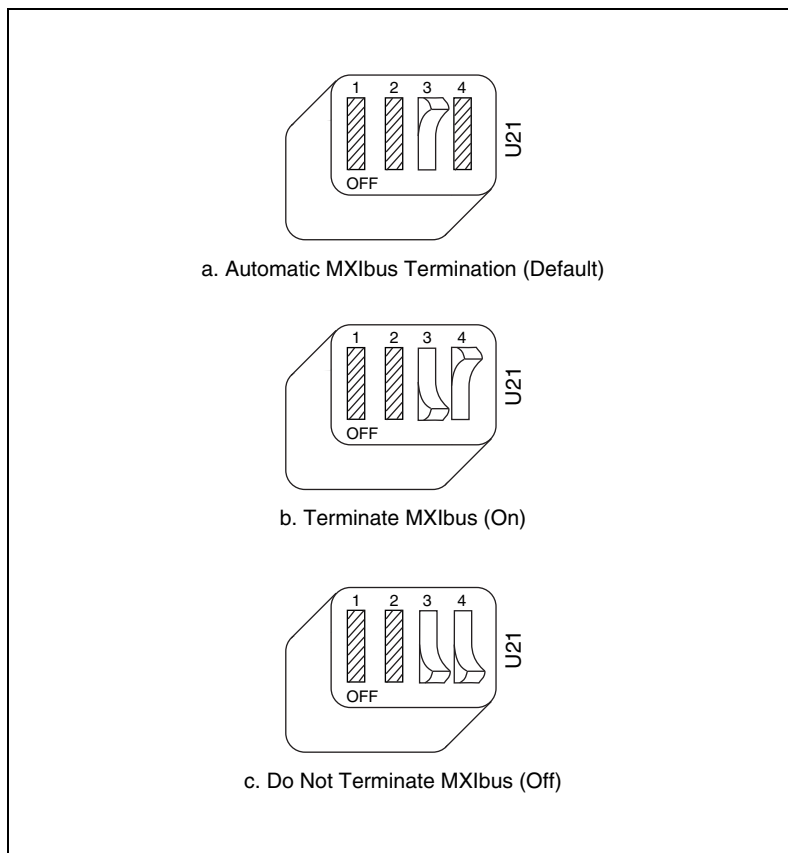 1 2 3 4
OFF
U21
a. Automatic MXIbus Termination (Default)
1 2 3 4
OFF
U21
b. Terminate MXIbus (On)
1 2 3 4
OFF
U21
c. Do Not Terminate MXIbus (Off)